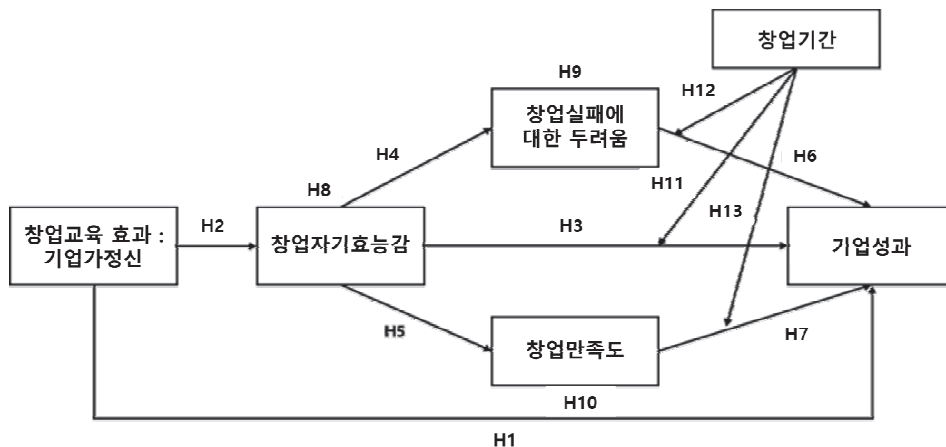 창업기간
H9
H12
창업실패에
대한 두려움
H4
H6
H8
H11
H13
창업교육 효과 :
기업가정신
H2
창업자기효능감
H3
기업성과
H5
창업만족도
H7
H10
H1